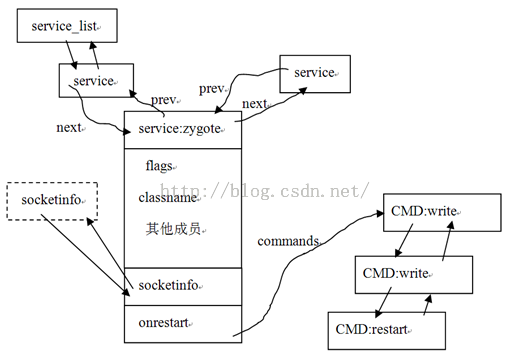 service_list
service
service
prev
prev
next
next
service:zygote
flags
http://blog.csdn.net/
classname
socketinfo
其他成员
CMD:write
commands
CMD:write
socketinfo
onrestart
CMD:restart